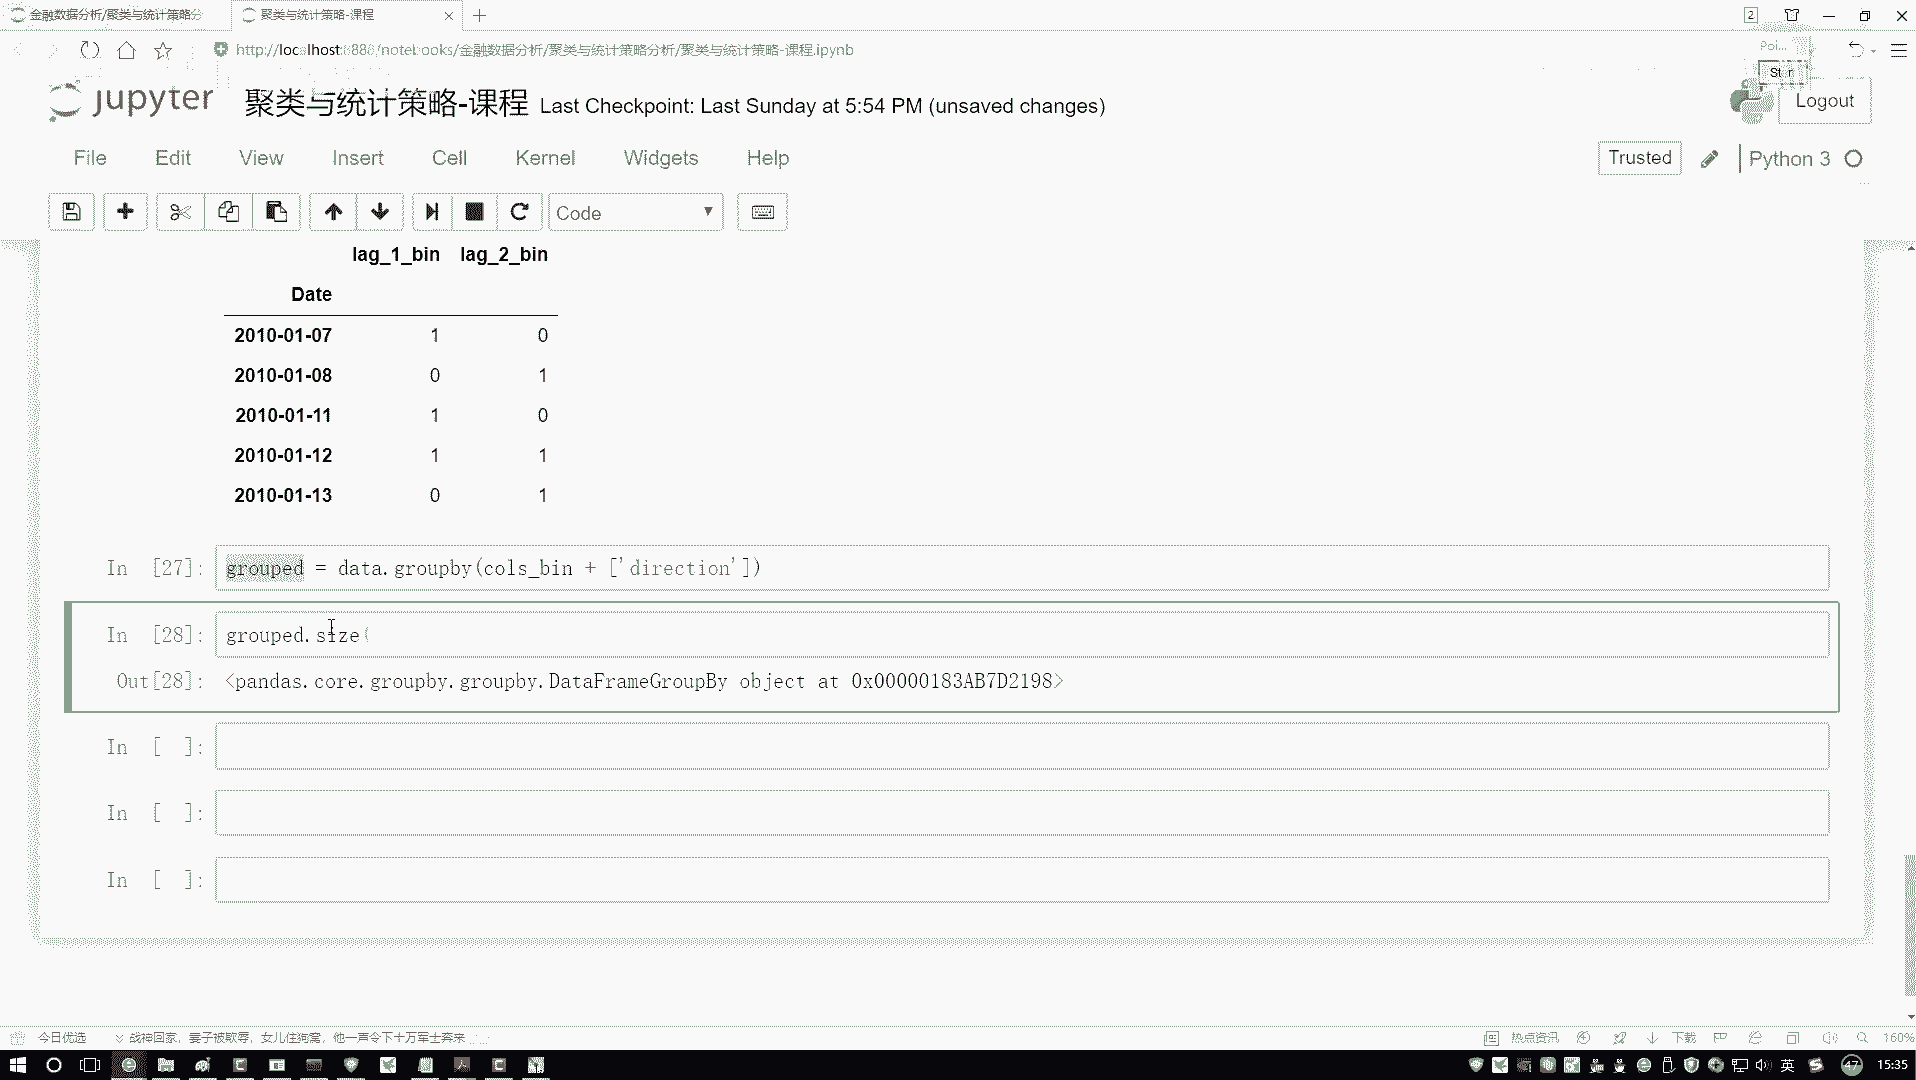 金融数据分析/聚类与统计策略分
聚类与统计策略-课程
2
http://localhost:888/notebooks/金融数据分析/聚类与统计策略分析/聚类与统计策略-课程.ipynb
Poi...
jupyter 聚类与统计策略-课程 Last Checkpoint: Last Sunday at 5:54 PM (unsaved changes)
Logout
File Edit View Insert Cell Kernel Widgets Help
Trusted Python 3
Code
lag_1_bin lag_2_bin
Date
2010-01-07 1 0
2010-01-08 0 1
2010-01-11 1 0
2010-01-12 1 1
2010-01-13 0 1
In [27]: grouped = data.groupby(cols_bin + ['direction'])
In [28]: grouped.size(
Out[28]: <pandas.core.groupby.groupby.DataFrameGroupBy object at 0x00000183AB7D2198>
In [ ]:
In [ ]:
In [ ]:
今日优选 战神回家，妻子被欺辱，女儿住狗窝，他一声令下十万军士奔来 ...
热点资讯 下载 160%
英 47 15:35